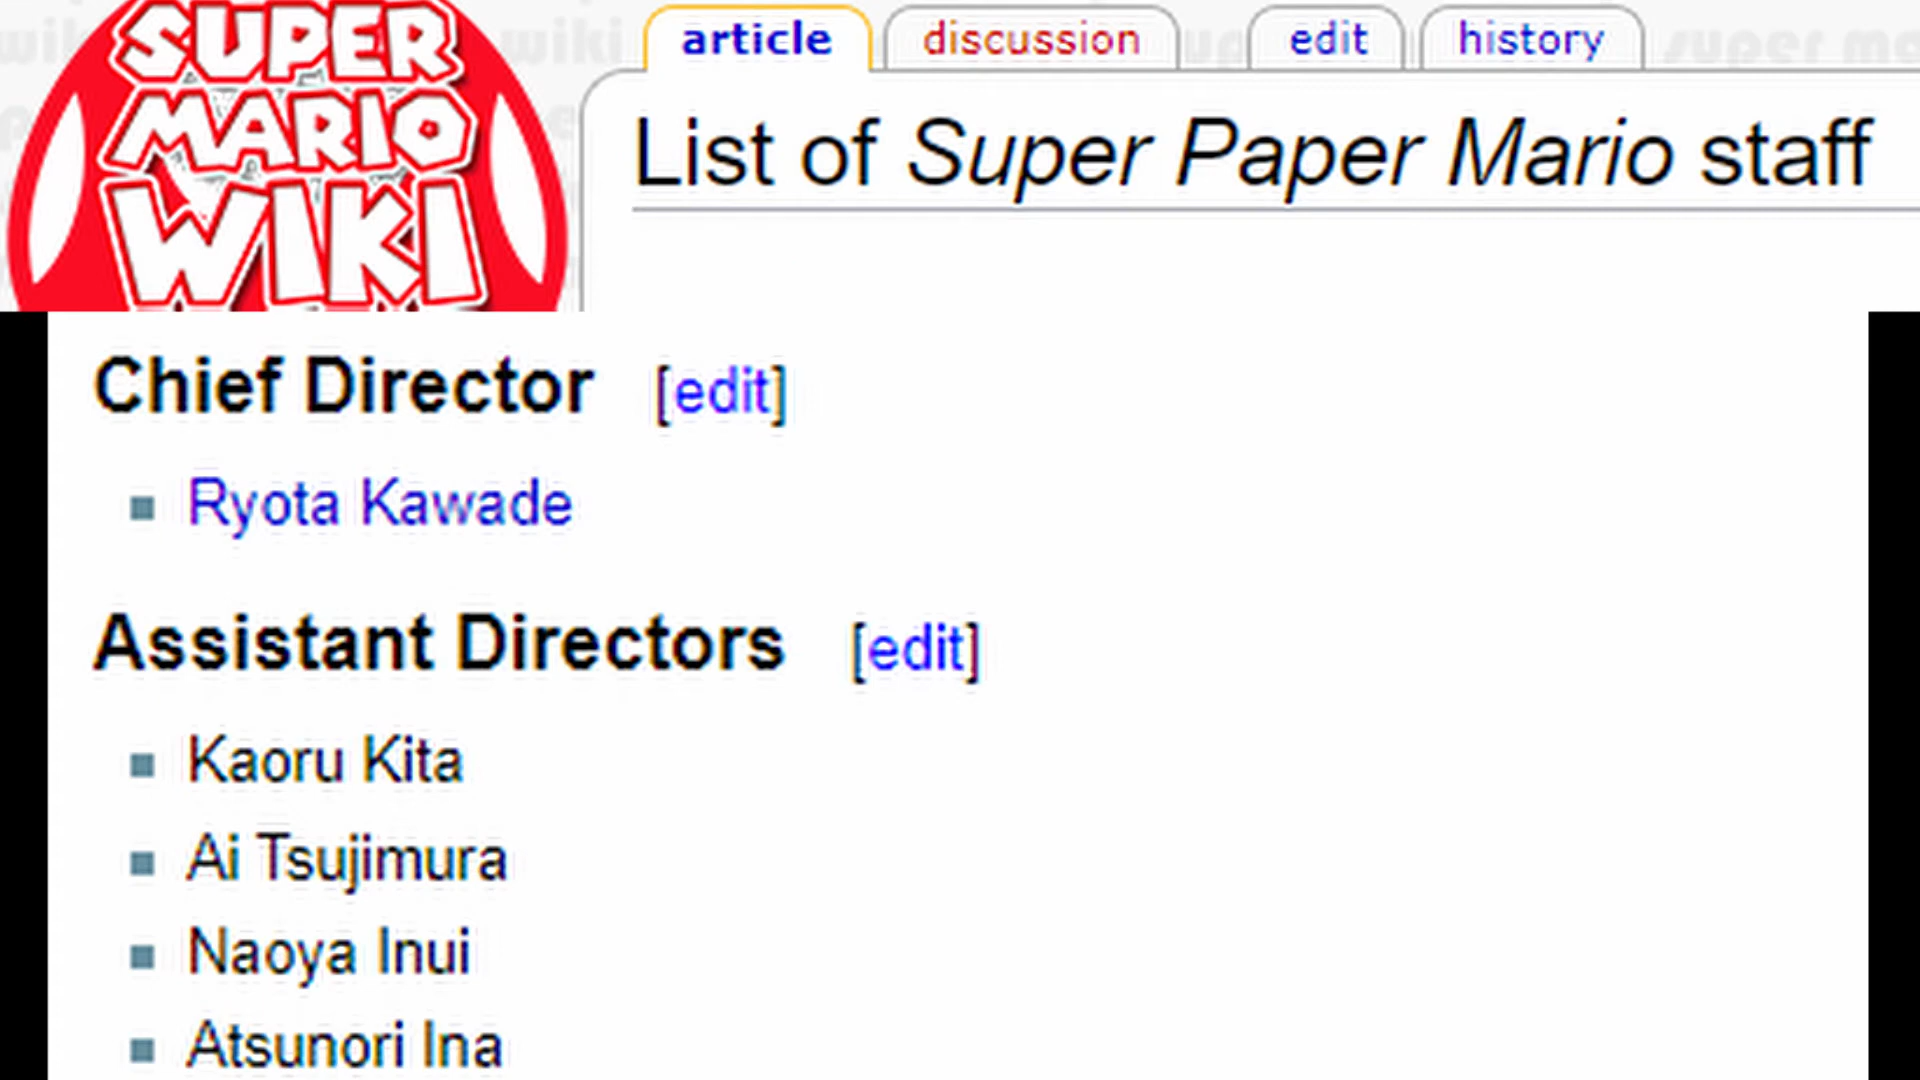 SUPER
MARIO
WIKI
article discussion edit history
List of Super Paper Mario staff
Chief Director [edit]
Ryota Kawade
Assistant Directors [edit]
Kaoru Kita
Ai Tsujimura
Naoya Inui
Atsunori Ina